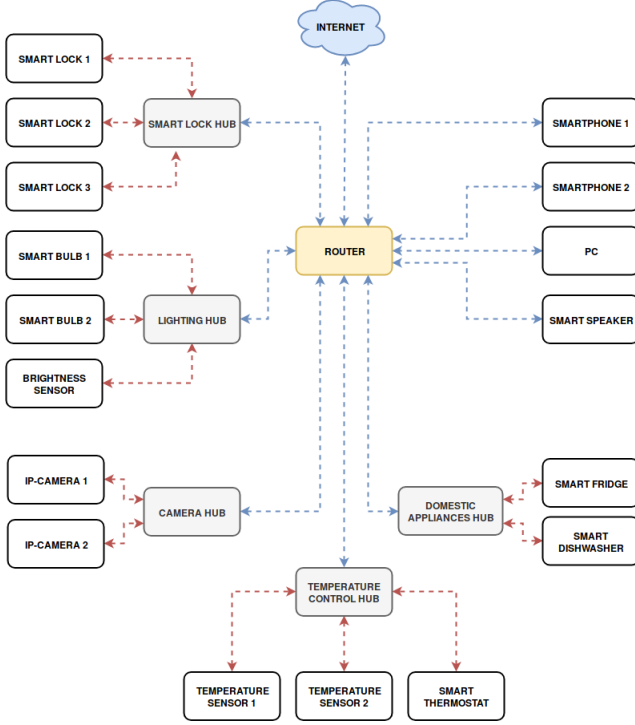 INTERNET
SMART LOCK 1
SMART LOCK 2
SMART LOCK HUB
SMART LOCK 3
SMARTPHONE 1
SMARTPHONE 2
ROUTER
PC
SMART BULB 1
SMART BULB 2
LIGHTING HUB
SMART SPEAKER
BRIGHTNESS
SENSOR
IP-CAMERA 1
CAMERA HUB
IP-CAMERA 2
DOMESTIC
APPLIANCES HUB
SMART FRIDGE
SMART
DISHWASHER
TEMPERATURE
CONTROL HUB
TEMPERATURE
SENSOR 1
TEMPERATURE
SENSOR 2
SMART
THERMOSTAT